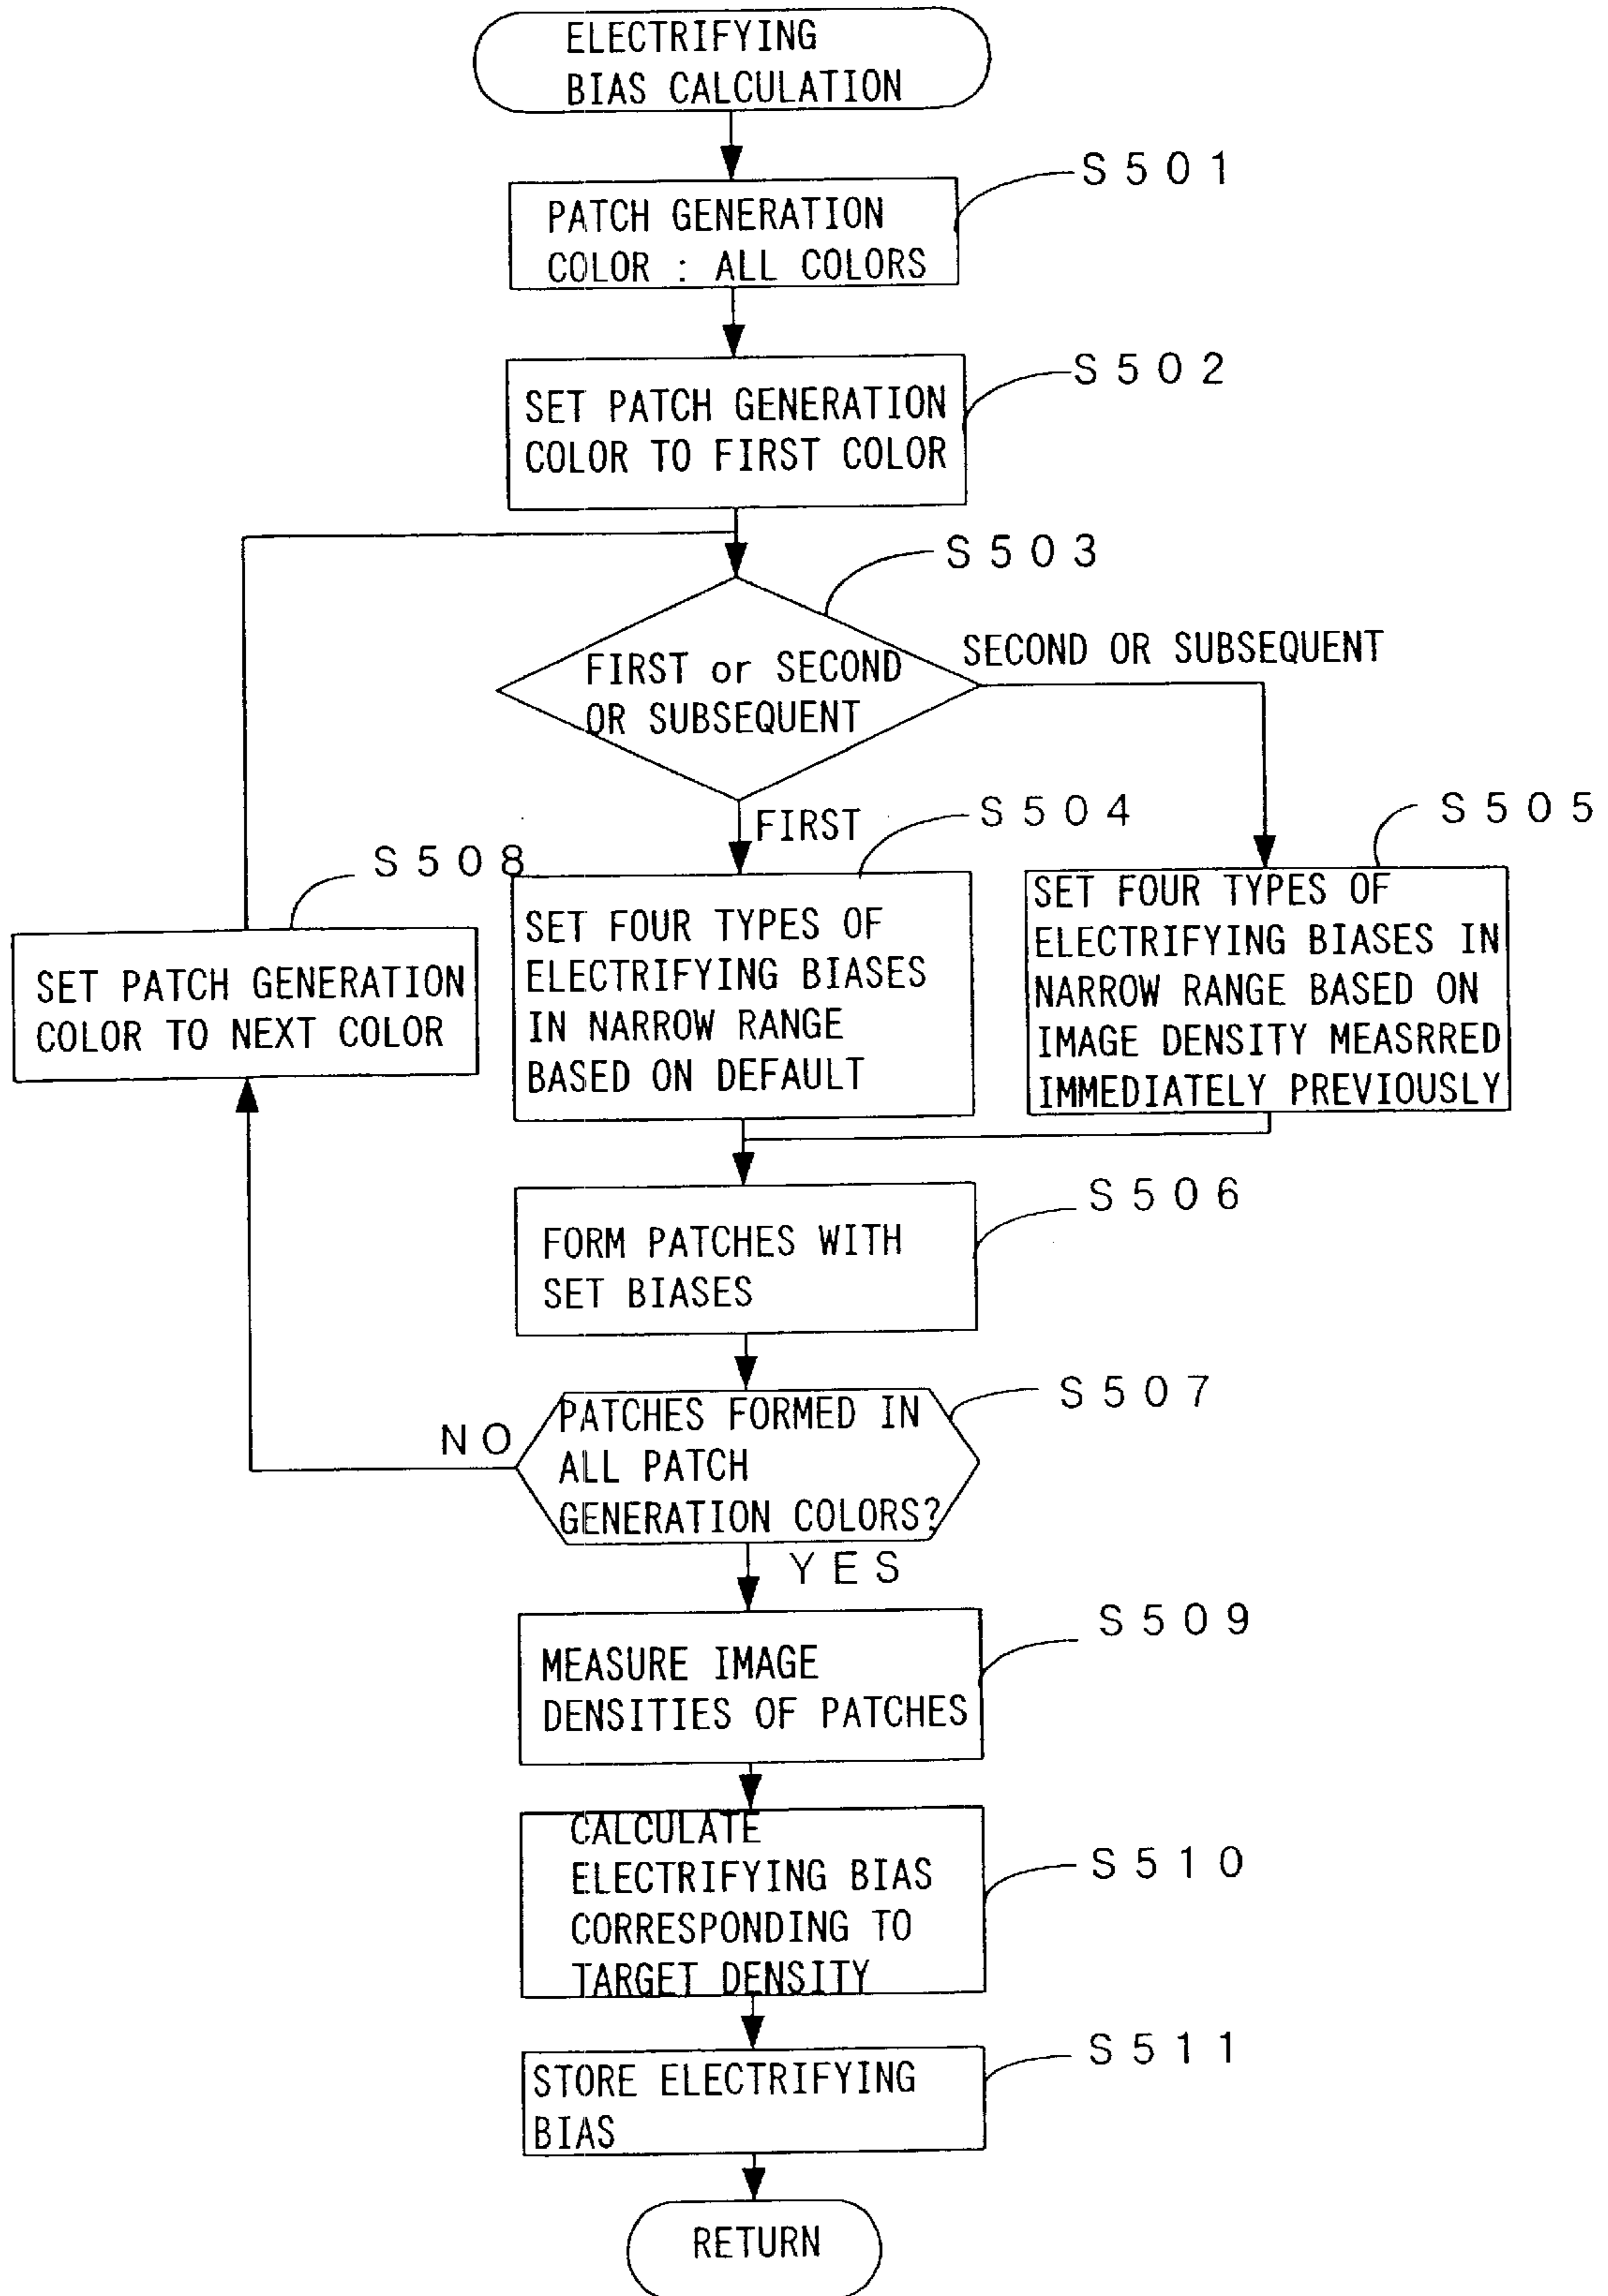 ELECTRIFYING
BIAS CALCULATION
S501
PATCH GENERATION
COLOR : ALL COLORS
S502
SET PATCH GENERATION
COLOR TO FIRST COLOR
S503
FIRST or SECOND
OR SUBSEQUENT
SECOND OR SUBSEQUENT
FIRST
S504
SET FOUR TYPES OF
ELECTRIFYING BIASES
IN NARROW RANGE
BASED ON DEFAULT
S505
SET FOUR TYPES OF
ELECTRIFYING BIASES IN
NARROW RANGE BASED ON
IMAGE DENSITY MEASRRED
IMMEDIATELY PREVIOUSLY
S508
SET PATCH GENERATION
COLOR TO NEXT COLOR
S506
FORM PATCHES WITH
SET BIASES
S507
PATCHES FORMED IN
ALL PATCH
GENERATION COLORS?
NO
YES
S509
MEASURE IMAGE
DENSITIES OF PATCHES
S510
CALCULATE
ELECTRIFYING BIAS
CORRESPONDING TO
TARGET DENSITY
S511
STORE ELECTRIFYING
BIAS
RETURN